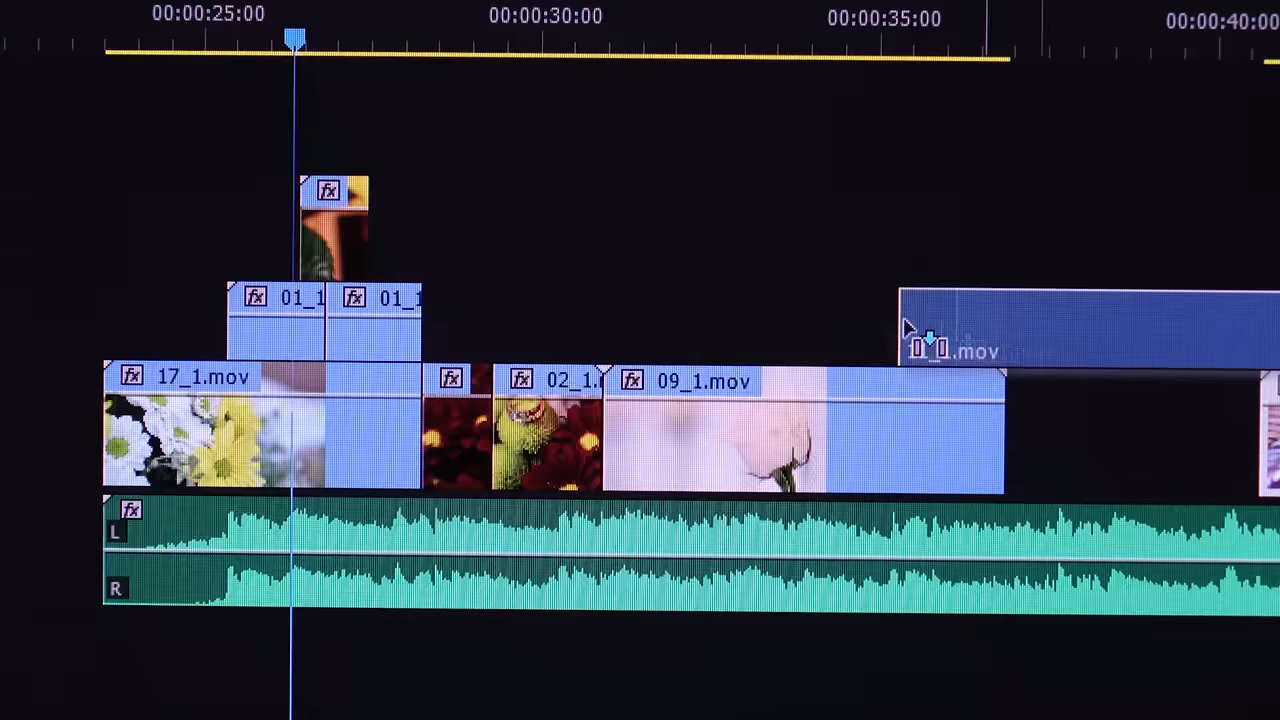 00:00:25:00 00:00:30:00 00:00:35:00 00:00:40:00
fx
fx 01_1 fx 01_1
.mov
fx 17_1.mov fx fx 02_1.m fx 09_1.mov
fx
L
R